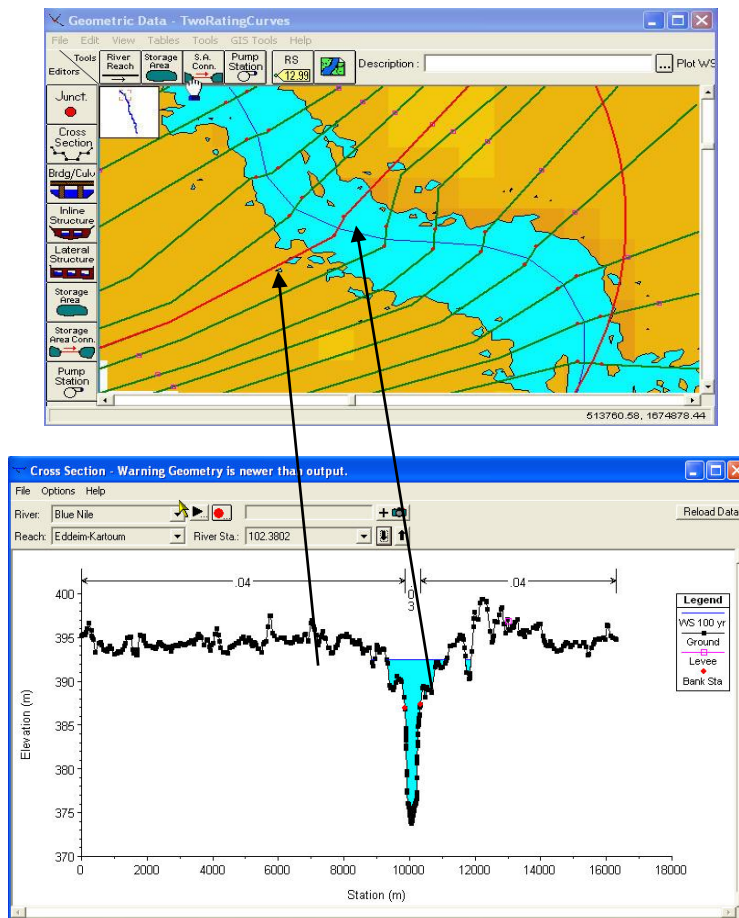 Geometric Data - TwoRatingCurves
File Edit View Tables Tools GIS Tools Help
Tools
Editors
River
Reach
Storage
Area
S.A.
Conn.
Pump
Station
RS
12.99
Description :
...
Plot WS
Junct.
Cross
Section
Brdg/Culv
Inline
Structure
Lateral
Structure
Storage
Area
Storage
Area Conn.
Pump
Station
513760.58, 1674878.44
Cross Section - Warning Geometry is newer than output.
File Options Help
River: Blue Nile
Reload Data
Reach: Eddeim-Kartoum River Sta.: 102.3802
.04
.03
.04
400
395
390
385
380
375
370
Elevation (m)
0 2000 4000 6000 8000 10000 12000 14000 16000 18000
Station (m)
Legend
WS 100 yr
Ground
Levee
Bank Sta